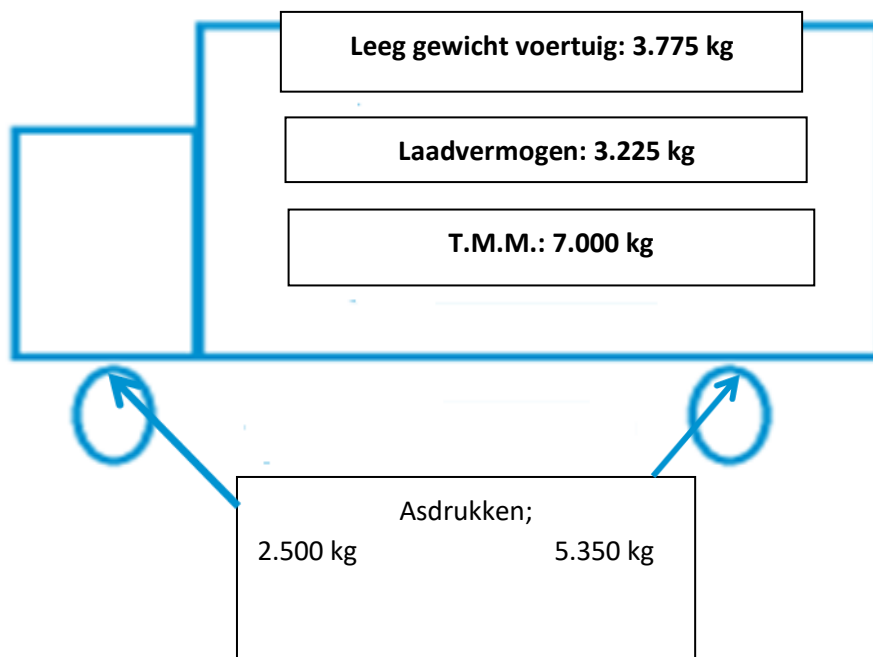 Leeg gewicht voertuig: 3.775 kg
Laadvermogen: 3.225 kg
T.M.M.: 7.000 kg
Asdrukken;
2.500 kg 5.350 kg